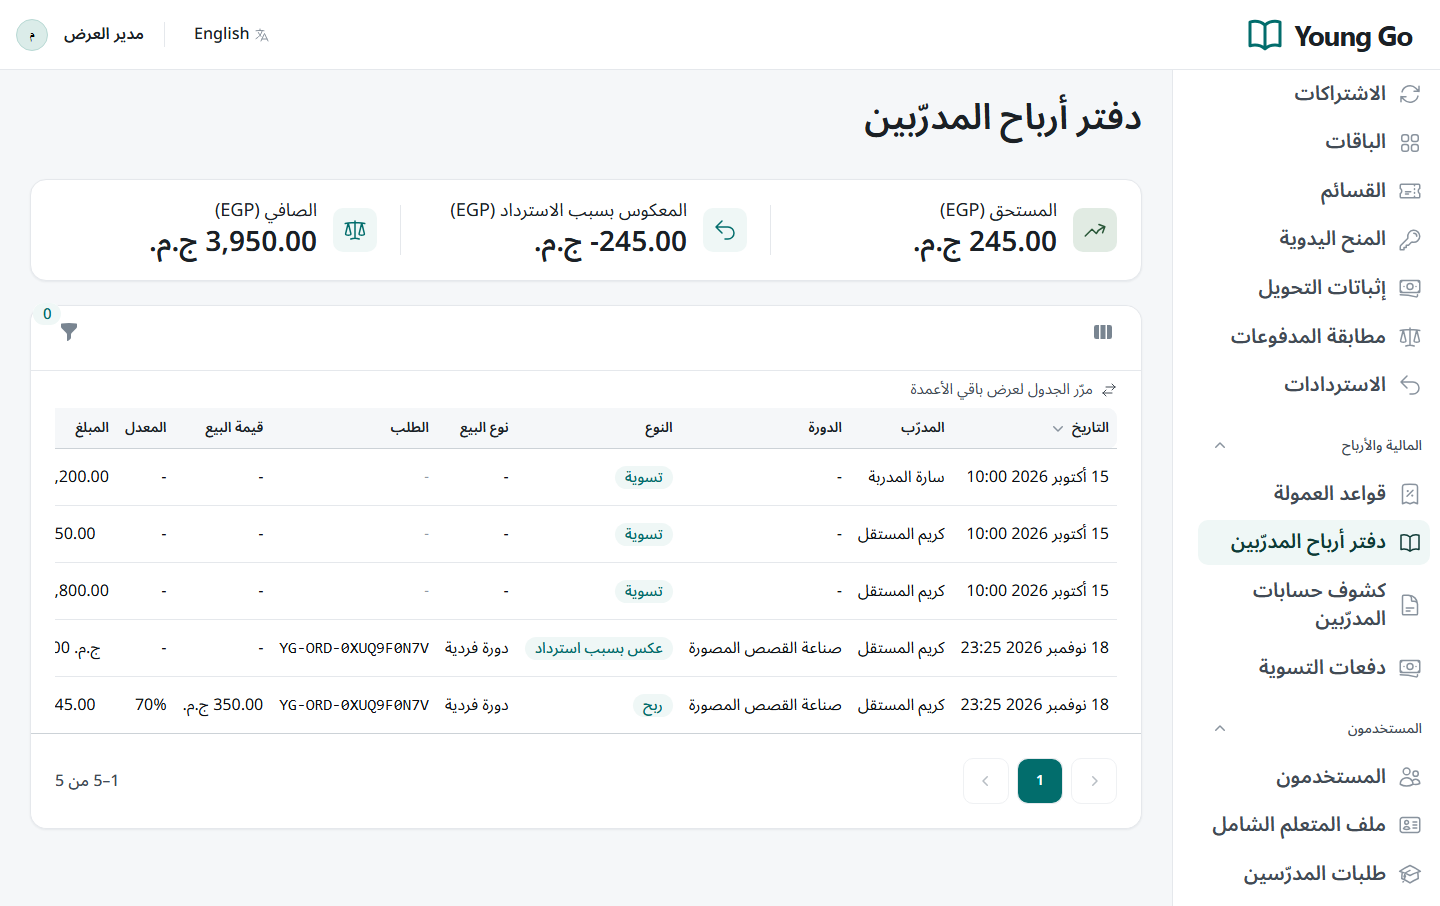 Young Go
English
مدير العرض
م
الاشتراكات
الباقات
القسائم
المنح اليدوية
إثباتات التحويل
مطابقة المدفوعات
الاستردادات
المالية والأرباح
قواعد العمولة
دفتر أرباح المدرّبين
كشوف حسابات
المدرّبين
دفعات التسوية
المستخدمون
المستخدمون
ملف المتعلم الشامل
طلبات المدرّسين
دفتر أرباح المدرّبين
المستحق (EGP)
245.00 ج.م.
المعكوس بسبب الاسترداد (EGP)
-245.00 ج.م.
الصافي (EGP)
3,950.00 ج.م.
0
مرّر الجدول لعرض باقي الأعمدة
التاريخ المدرّب الدورة النوع نوع البيع الطلب قيمة البيع المعدل المبلغ
15 أكتوبر 2026 10:00 سارة المدربة - تسوية - - - - ,200.00
15 أكتوبر 2026 10:00 كريم المستقل - تسوية - - - - 50.00
15 أكتوبر 2026 10:00 كريم المستقل - تسوية - - - - ,800.00
18 نوفمبر 2026 23:25 كريم المستقل صناعة القصص المصورة عكس بسبب استرداد دورة فردية YG-ORD-0XUQ9F0N7V - - 00 ج.م.
18 نوفمبر 2026 23:25 كريم المستقل صناعة القصص المصورة ربح دورة فردية YG-ORD-0XUQ9F0N7V 350.00 ج.م. 70% 45.00
1
1–5 من 5